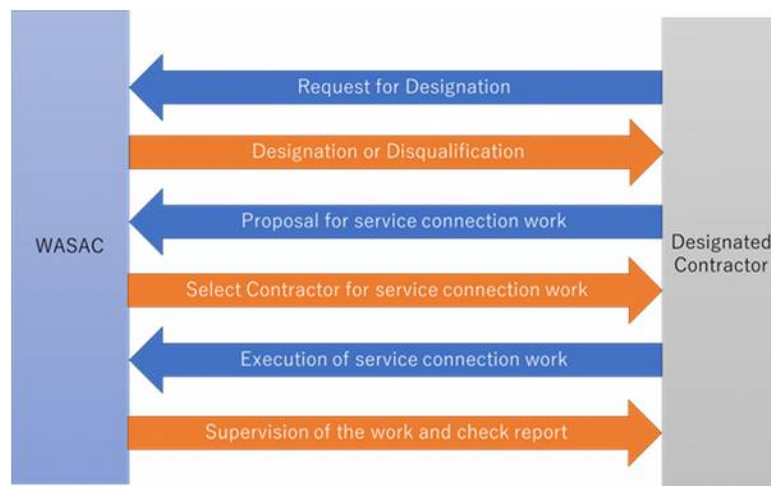 Request for Designation
Designation or Disqualification
Proposal for service connection work
WASAC
Designated
Contractor
Select Contractor for service connection work
Execution of service connection work
Supervision of the work and check report